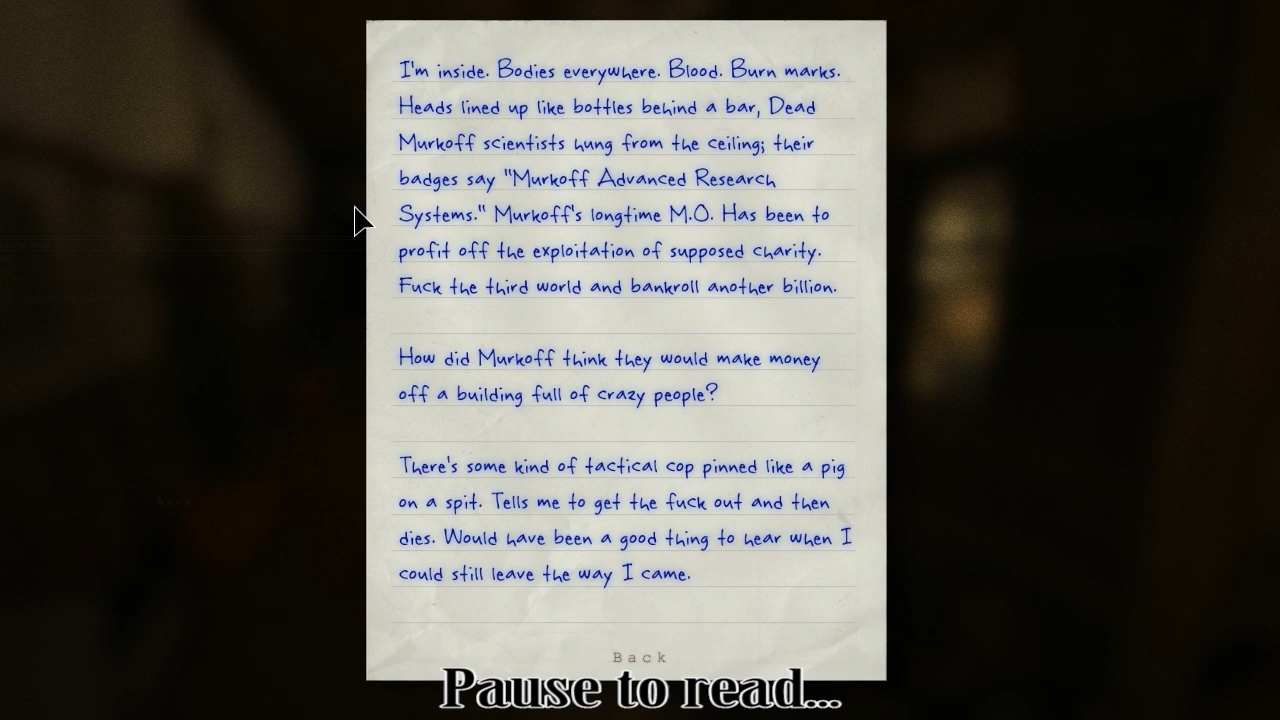 I'm inside. Bodies everywhere. Blood. Burn marks.
Heads lined up like bottles behind a bar, Dead
Murkoff scientists hung from the ceiling; their
badges say "Murkoff Advanced Research
Systems." Murkoff's longtime M.O. Has been to
profit off the exploitation of supposed charity.
Fuck the third world and bankroll another billion.
How did Murkoff think they would make money
off a building full of crazy people?
There's some kind of tactical cop pinned like a pig
on a spit. Tells me to get the fuck out and then
dies. Would have been a good thing to hear when I
could still leave the way I came.
Back
Pause to read...